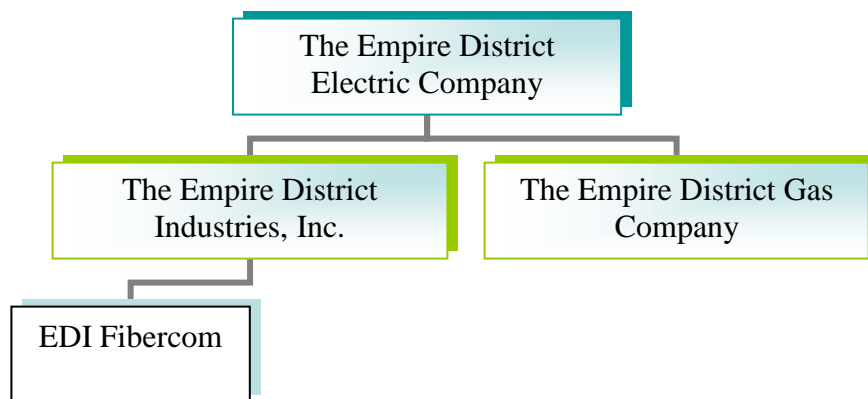 The Empire District
Electric Company
The Empire District
Industries, Inc.
The Empire District Gas
Company
EDI Fibercom